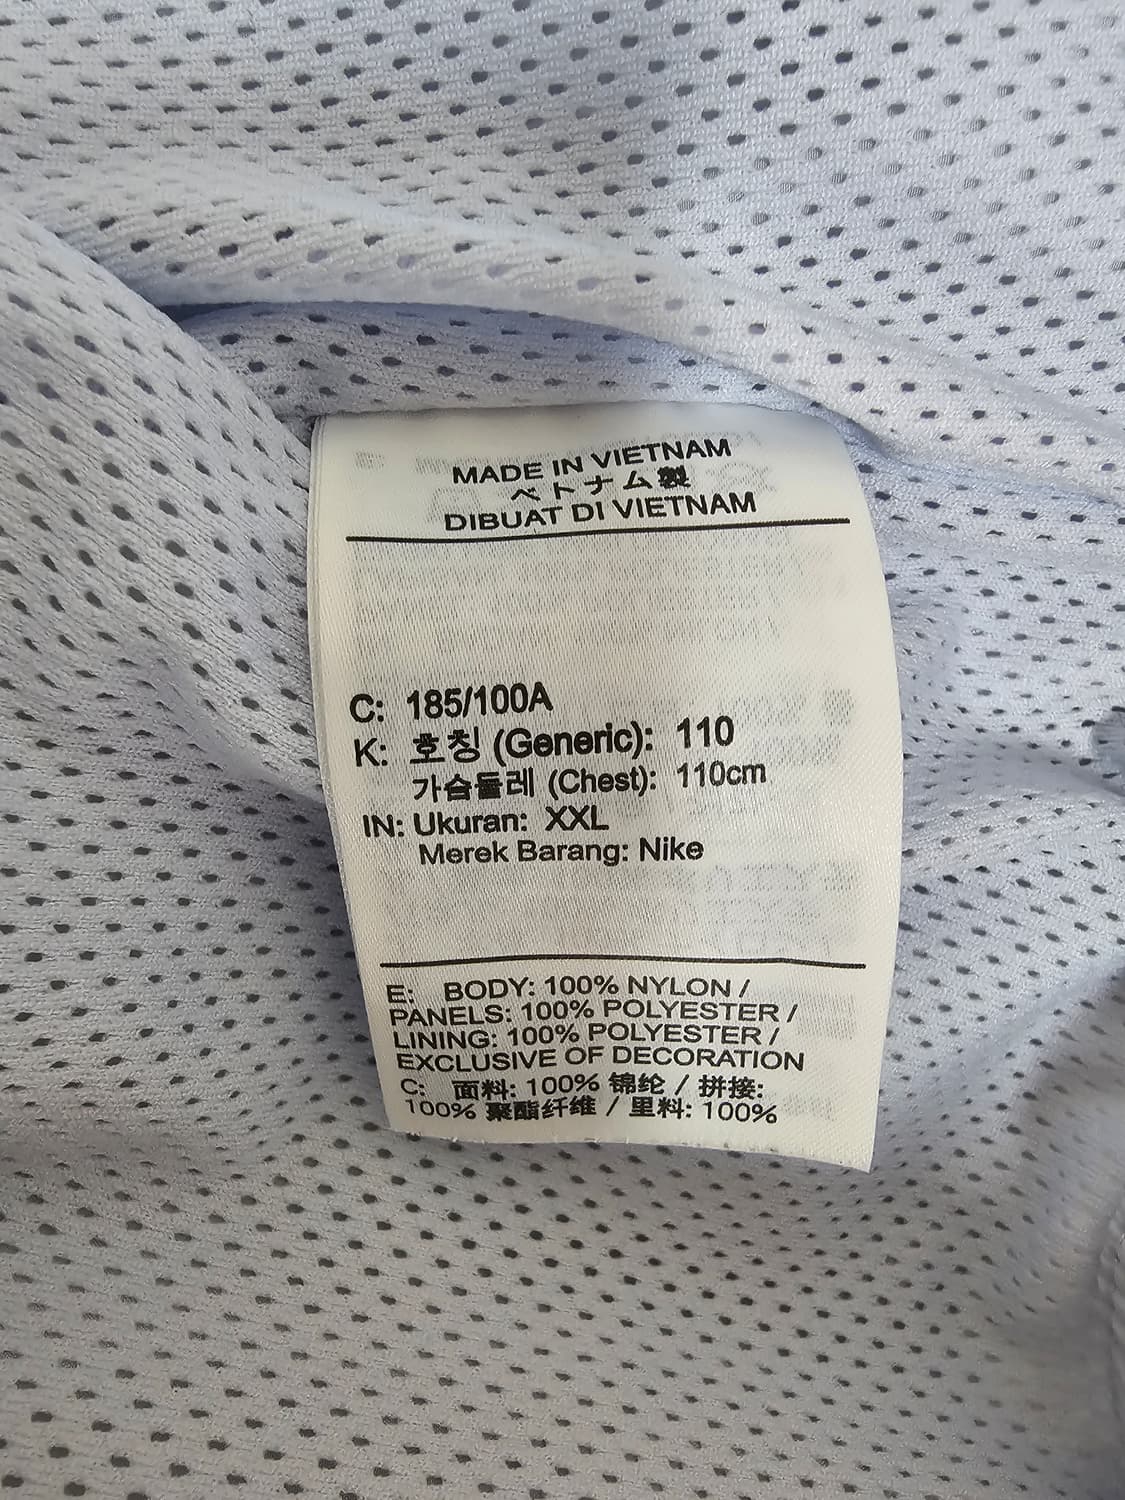 MADE IN VIETNAM
ベトナム製
DIBUAT DI VIETNAM
C: 185/100A
K: 호칭 (Generic): 110
가슴둘레 (Chest): 110cm
IN: Ukuran: XXL
Merek Barang: Nike
E: BODY: 100% NYLON /
PANELS: 100% POLYESTER /
LINING: 100% POLYESTER /
EXCLUSIVE OF DECORATION
C: 面料: 100% 锦纶 / 拼接:
100% 聚酯纤维 / 里料: 100%